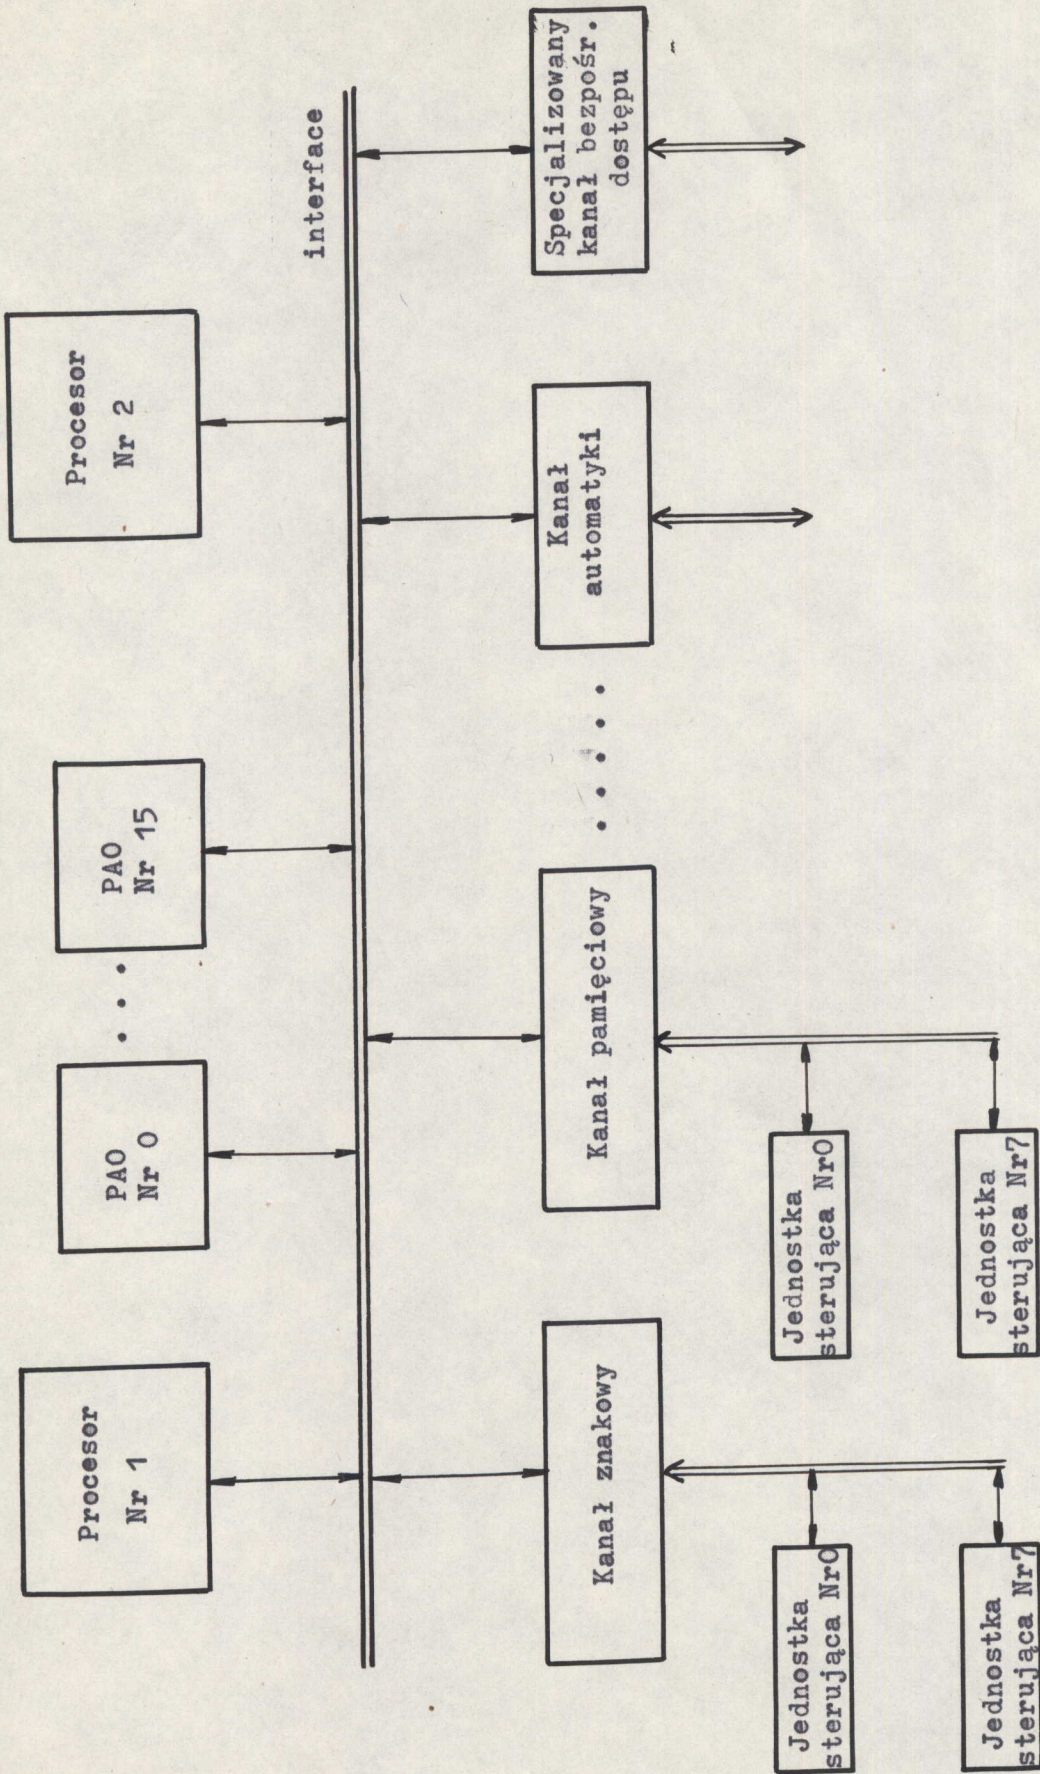 Procesor
Nr 1
PAO
Nr 0
. . .
PAO
Nr 15
Procesor
Nr 2
interface
Kanał znakowy
Kanał pamięciowy
. . . . .
Kanał
automatyki
Specjalizowany
kanał bezpośr.
dostępu
Jednostka
sterująca Nr0
Jednostka
sterująca Nr7
Jednostka
sterująca Nr0
Jednostka
sterująca Nr7